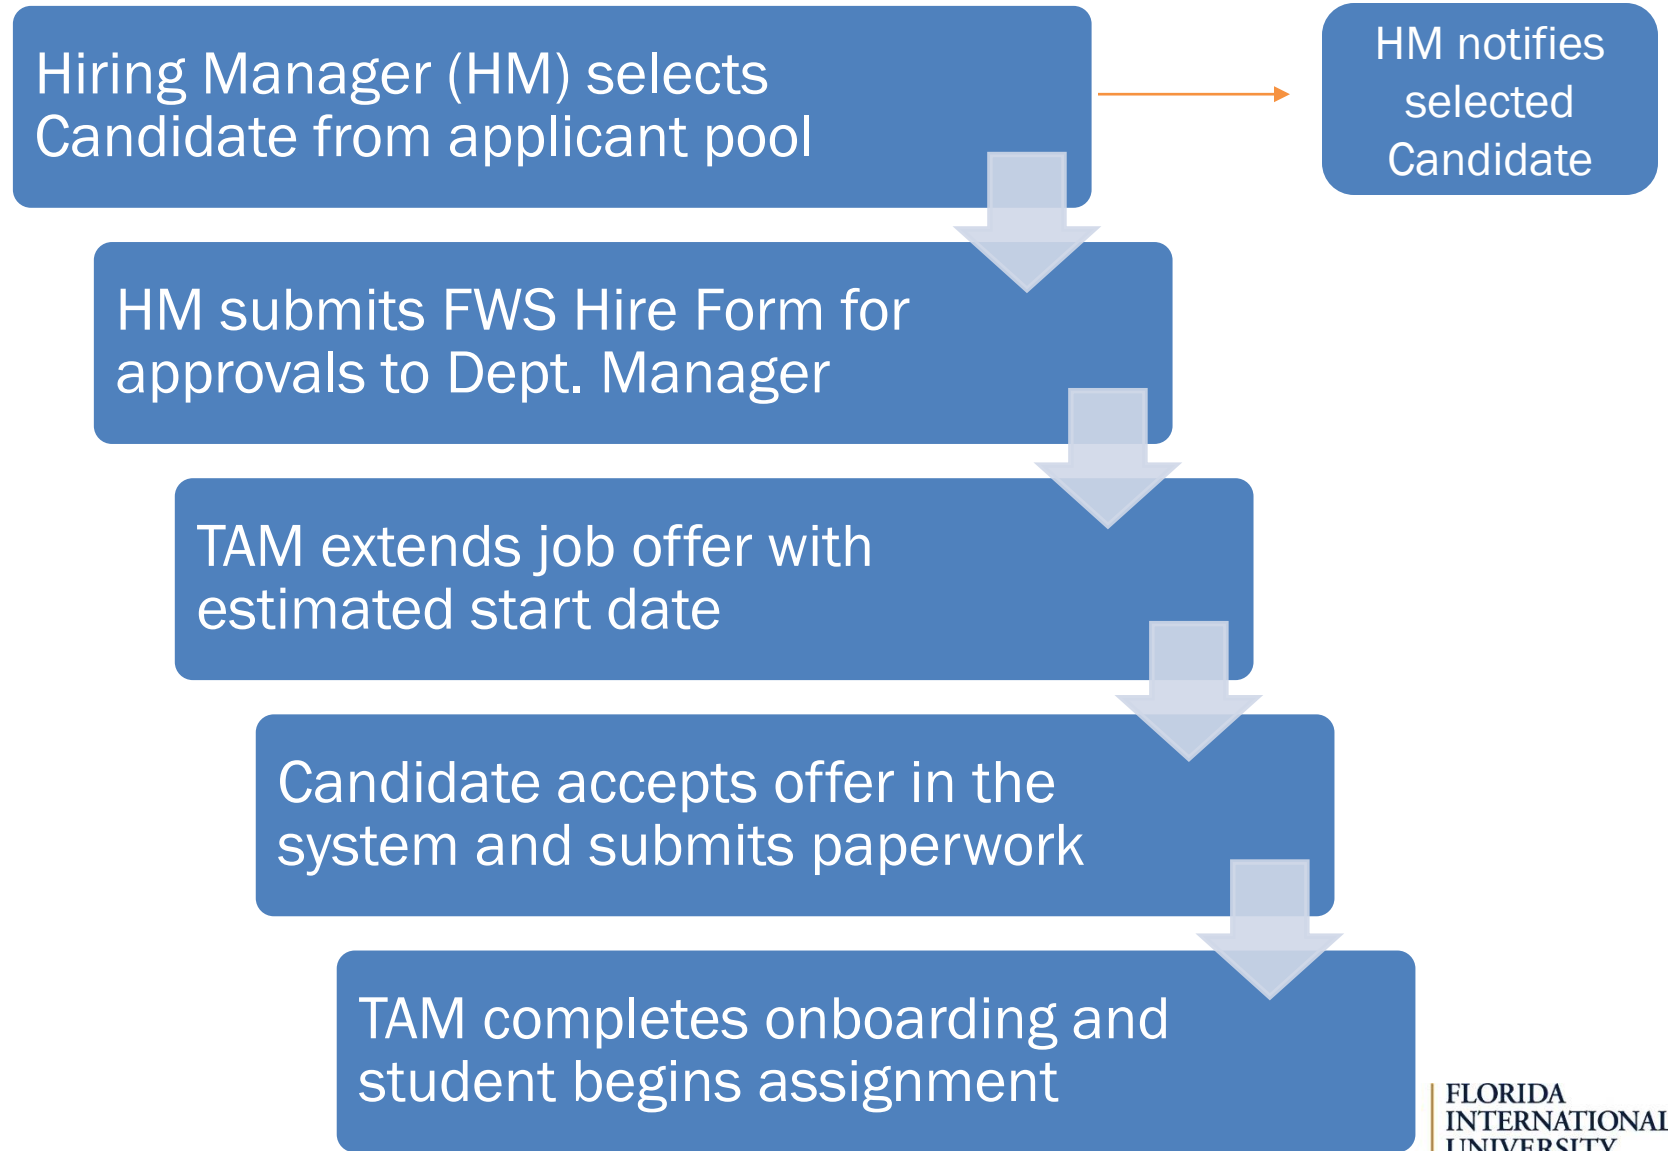 Hiring Manager (HM) selects
Candidate from applicant pool
HM notifies
selected
Candidate
HM submits FWS Hire Form for
approvals to Dept. Manager
TAM extends job offer with
estimated start date
Candidate accepts offer in the
system and submits paperwork
TAM completes onboarding and
student begins assignment
FLORIDA
INTERNATIONAL
UNIVERSITY